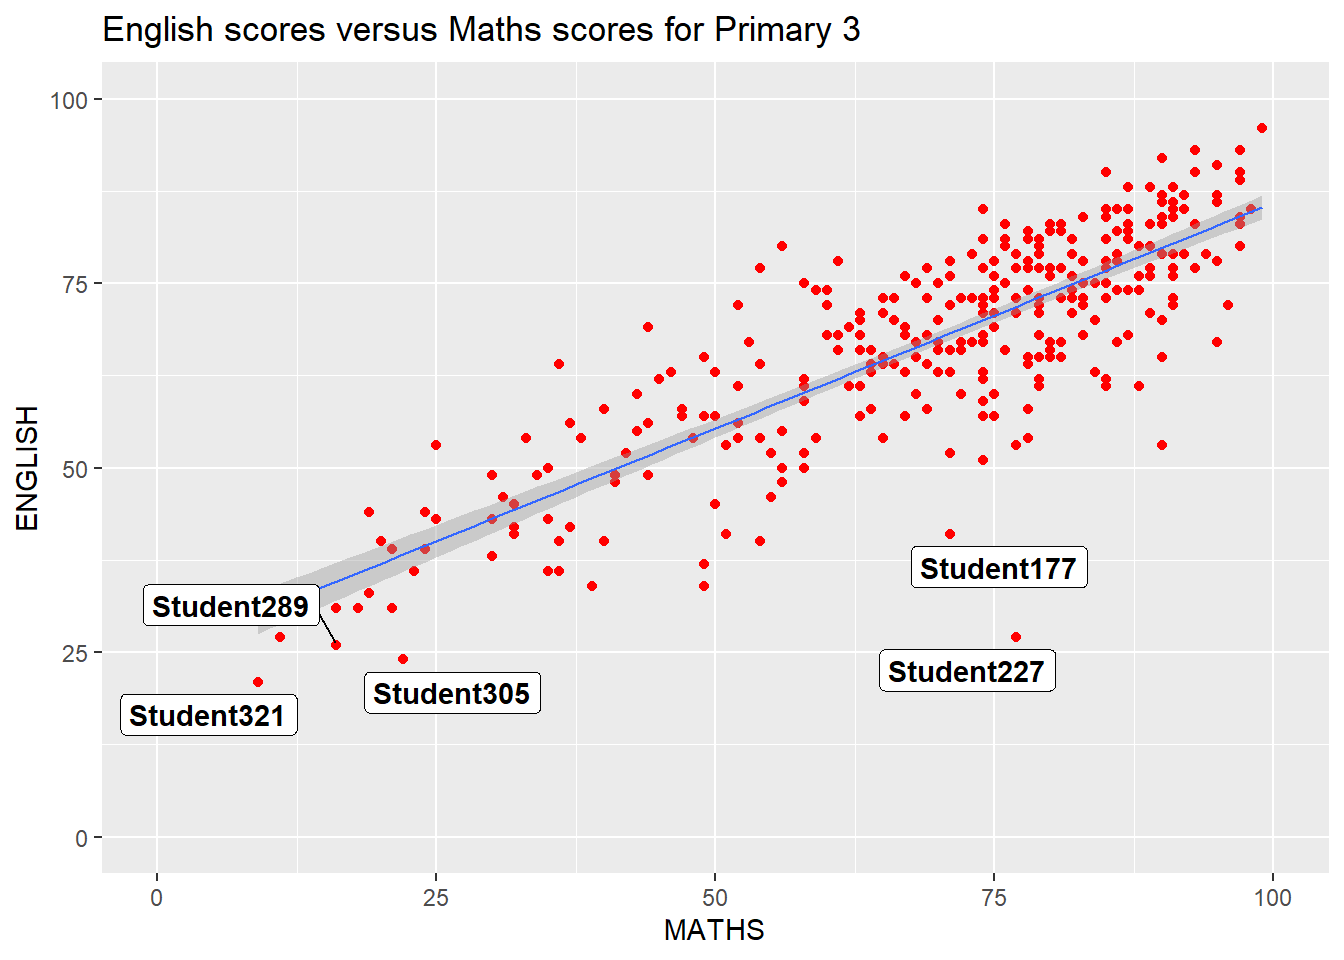 English scores versus Maths scores for Primary 3
100
75
50
25
0
ENGLISH
Student177
Student289
Student227
Student305
Student321
0 25 50 75 100
MATHS